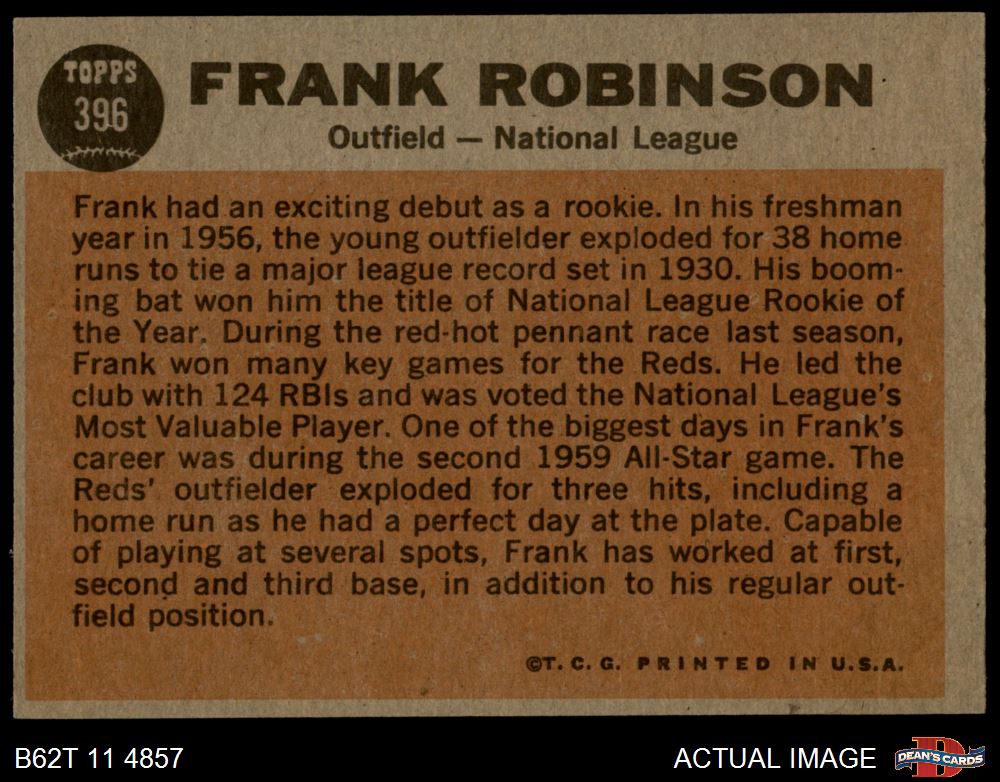 TOPPS
396
FRANK ROBINSON
Outfield — National League
Frank had an exciting debut as a rookie. In his freshman
year in 1956, the young outfielder exploded for 38 home
runs to tie a major league record set in 1930. His boom-
ing bat won him the title of National League Rookie of
the Year. During the red-hot pennant race last season,
Frank won many key games for the Reds. He led the
club with 124 RBIs and was voted the National League's
Most Valuable Player. One of the biggest days in Frank's
career was during the second 1959 All-Star game. The
Reds' outfielder exploded for three hits, including a
home run as he had a perfect day at the plate. Capable
of playing at several spots, Frank has worked at first,
second and third base, in addition to his regular out-
field position.
©T. C. G. PRINTED IN U.S.A.
B62T 11 4857
ACTUAL IMAGE
D
DEAN'S CARDS